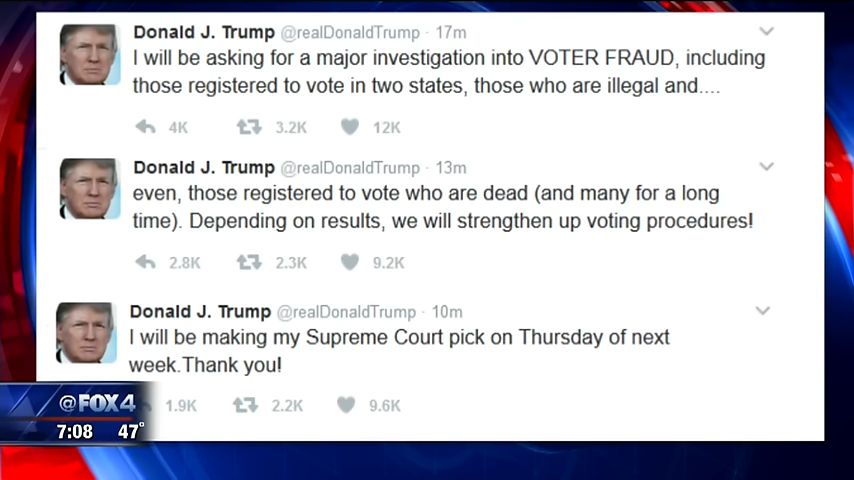 Donald J. Trump @realDonaldTrump · 17m
I will be asking for a major investigation into VOTER FRAUD, including
those registered to vote in two states, those who are illegal and....
4K 3.2K 12K
Donald J. Trump @realDonaldTrump · 13m
even, those registered to vote who are dead (and many for a long
time). Depending on results, we will strengthen up voting procedures!
2.8K 2.3K 9.2K
Donald J. Trump @realDonaldTrump · 10m
I will be making my Supreme Court pick on Thursday of next
week.Thank you!
1.9K 2.2K 9.6K
@FOX4
7:08 47°